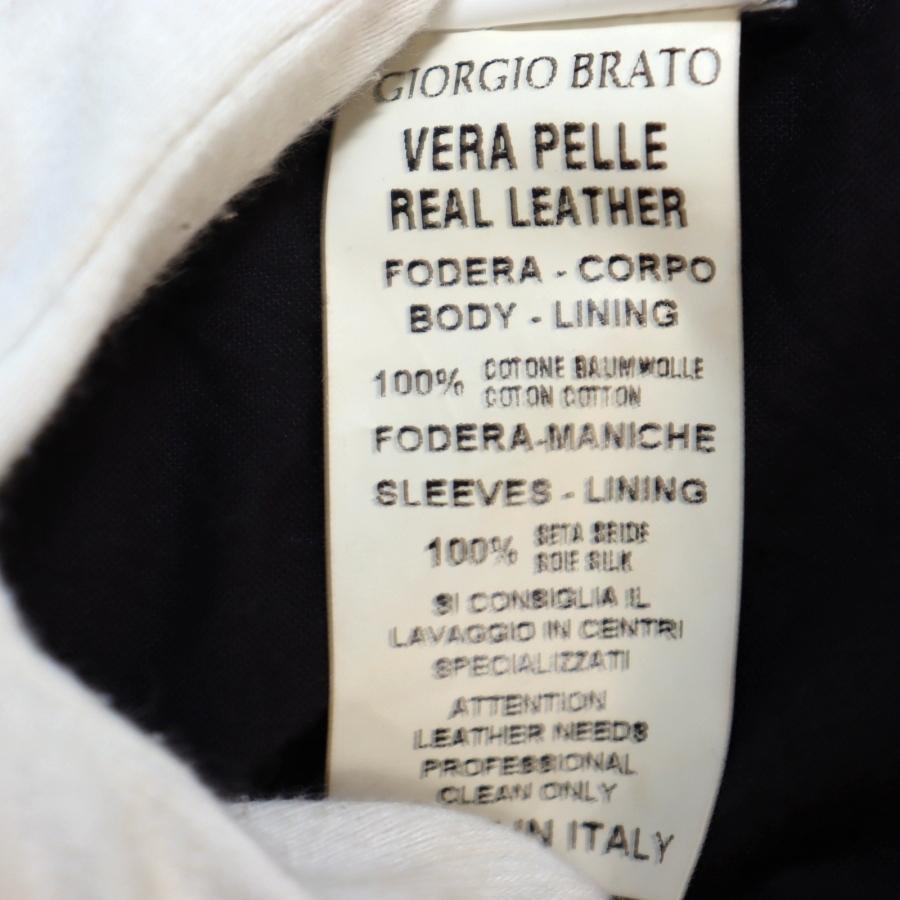 GIORGIO BRATO
VERA PELLE
REAL LEATHER
FODERA - CORPO
BODY - LINING
100% COTONE BAUMWOLLE
COTON COTTON
FODERA-MANICHE
SLEEVES - LINING
100% SETA SEIDE
SOIE SILK
SI CONSIGLIA IL
LAVAGGIO IN CENTRI
SPECIALIZZATI
ATTENTION
LEATHER NEEDS
PROFESSIONAL
CLEAN ONLY
IN ITALY